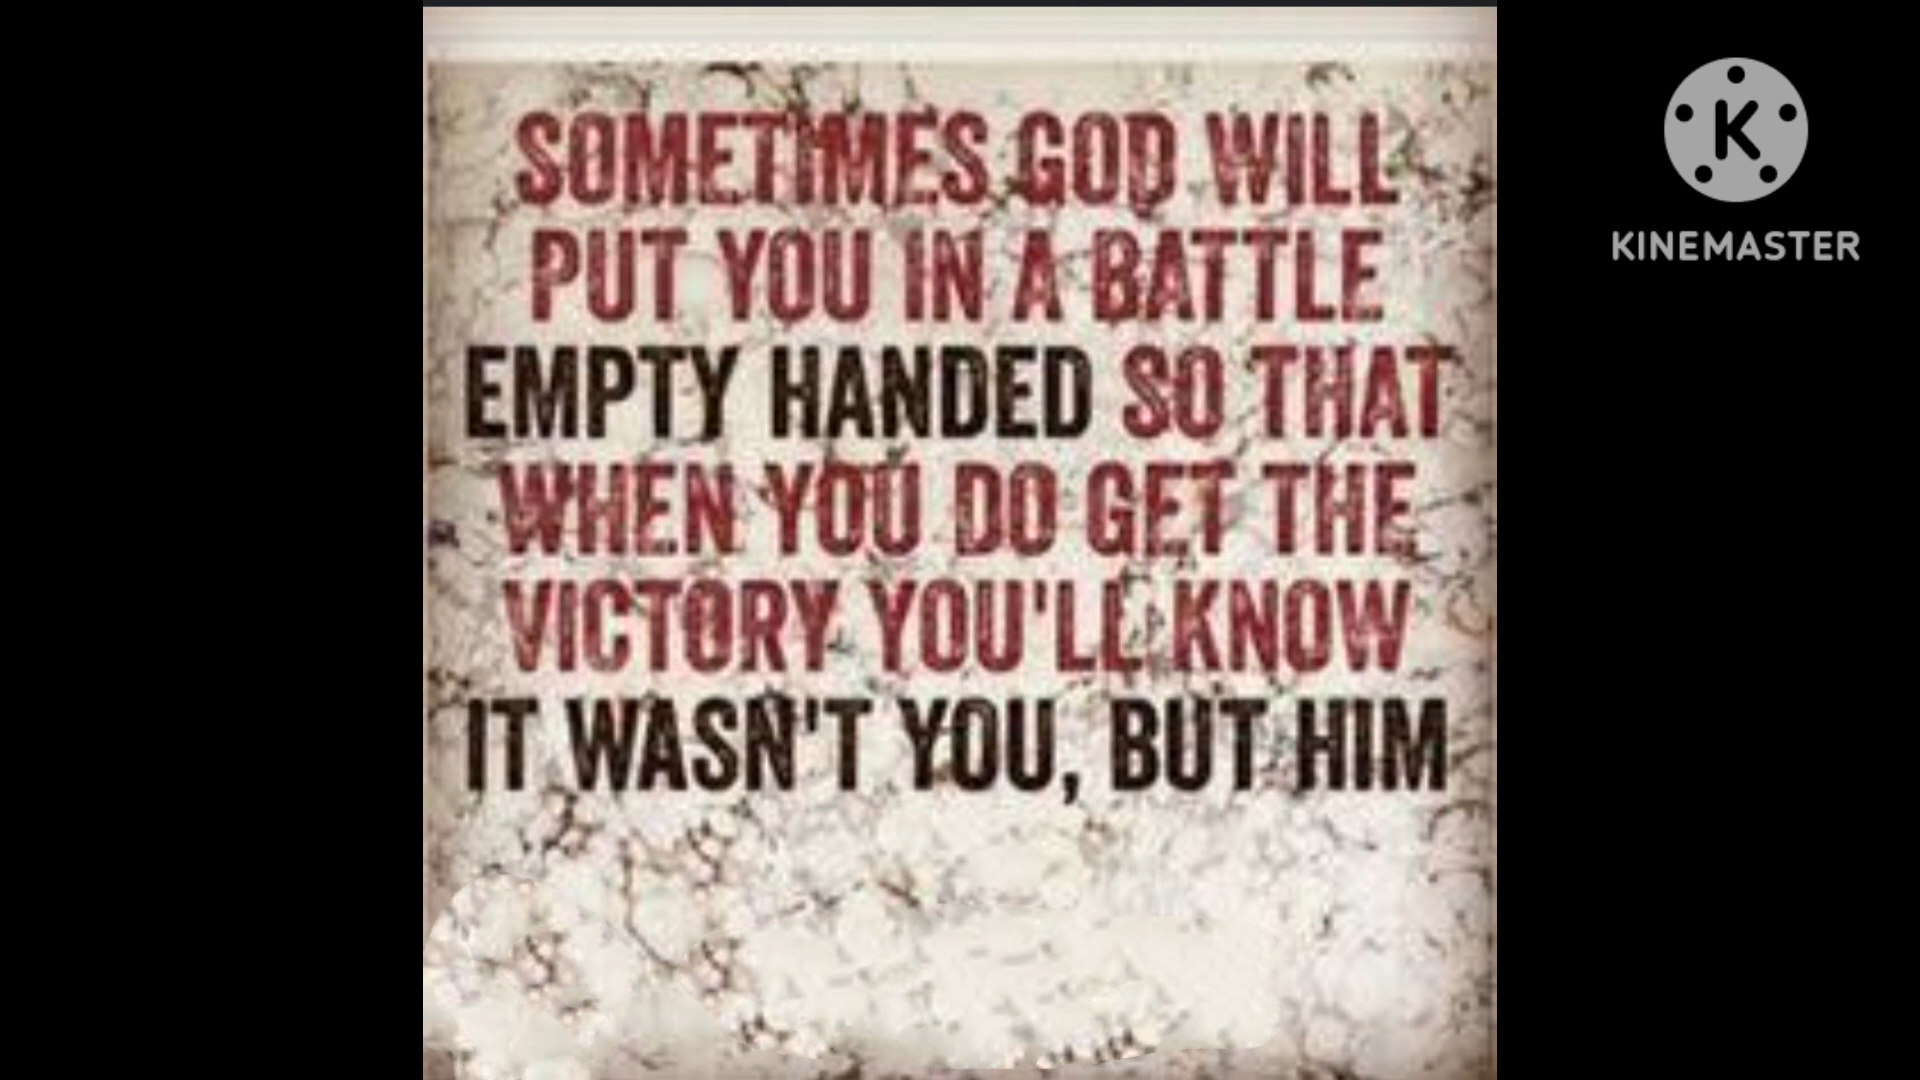 SOMETIMES GOD WILL
PUT YOU IN A BATTLE
EMPTY HANDED SO THAT
WHEN YOU DO GET THE
VICTORY YOU'LL KNOW
IT WASN'T YOU, BUT HIM
K
KINEMASTER